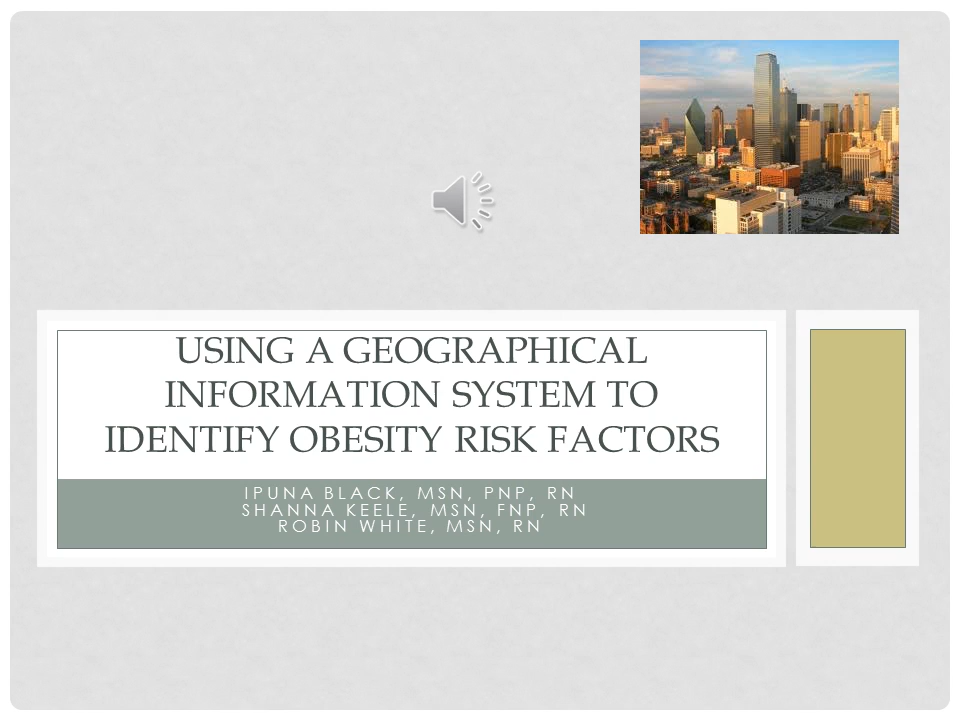 USING A GEOGRAPHICAL
INFORMATION SYSTEM TO
IDENTIFY OBESITY RISK FACTORS
IPUNA BLACK, MSN, PNP, RN
SHANNA KEELE, MSN, FNP, RN
ROBIN WHITE, MSN, RN